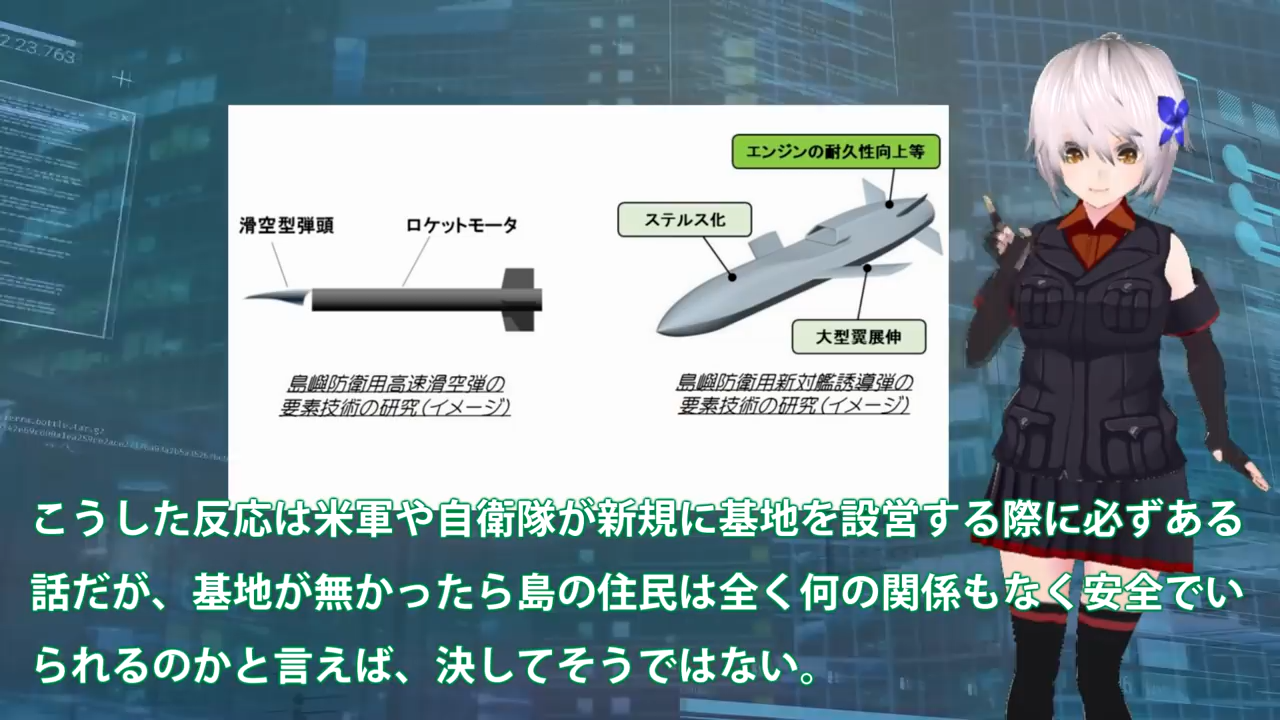 2.23.763
エンジンの耐久性向上等
ステルス化
滑空型弾頭
ロケットモータ
大型翼展伸
島嶼防衛用高速滑空弾の
要素技術の研究(イメージ)
島嶼防衛用新対艦誘導弾の
要素技術の研究(イメージ)
こうした反応は米軍や自衛隊が新規に基地を設営する際に必ずある
話だが、基地が無かったら島の住民は全く何の関係もなく安全でい
られるのかと言えば、決してそうではない。